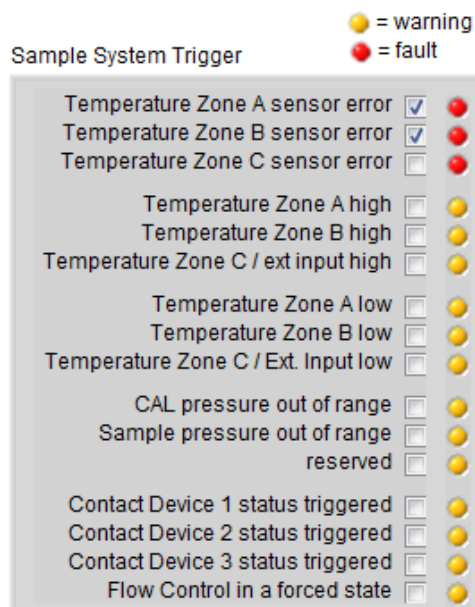 = warning
Sample System Trigger
= fault
Temperature Zone A sensor error
Temperature Zone B sensor error
Temperature Zone C sensor error
Temperature Zone A high
Temperature Zone B high
Temperature Zone C / ext input high
Temperature Zone A low
Temperature Zone B low
Temperature Zone C / Ext. Input low
CAL pressure out of range
Sample pressure out of range
reserved
Contact Device 1 status triggered
Contact Device 2 status triggered
Contact Device 3 status triggered
Flow Control in a forced state